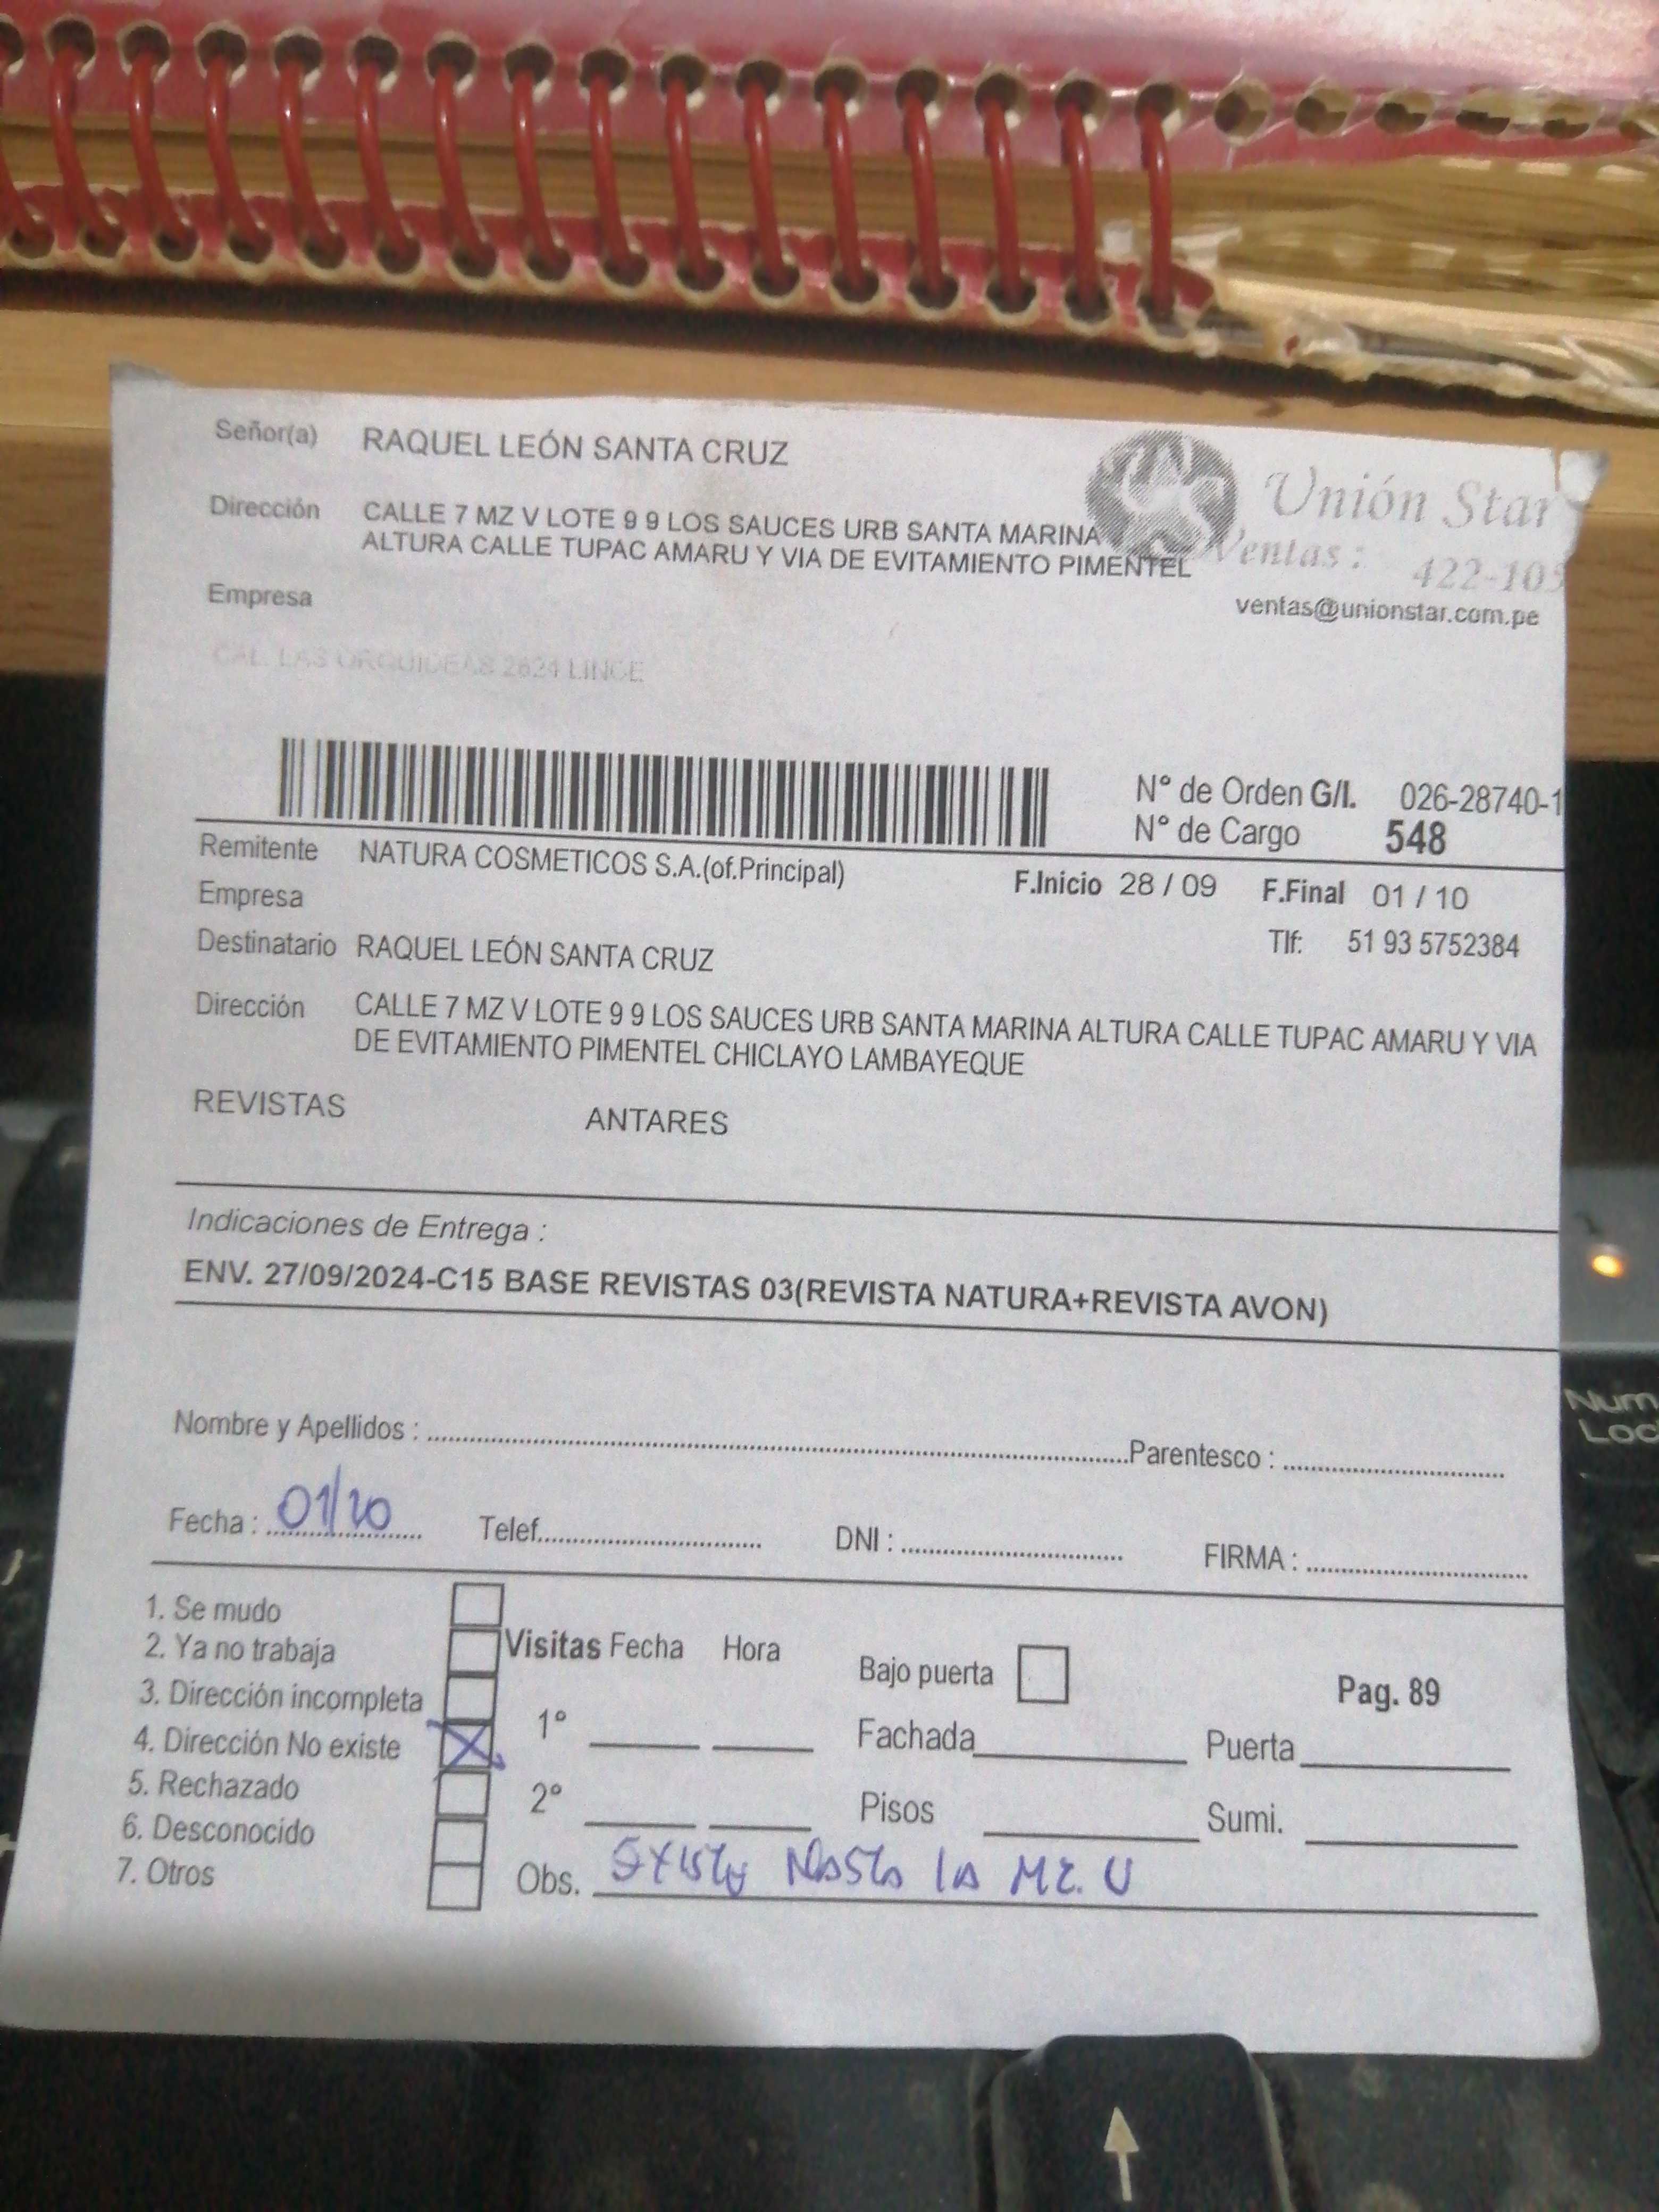 Señor(a) RAQUEL LEÓN SANTA CRUZ
Unión Star
Dirección CALLE 7 MZ V LOTE 9 9 LOS SAUCES URB SANTA MARINA
ALTURA CALLE TUPAC AMARU Y VIA DE EVITAMIENTO PIMENTEL
Ventas : 422-105
Empresa ventas@unionstar.com.pe
CAL. LAS ORQUIDEAS 2624 LINCE
N° de Orden G/I. 026-28740-1
N° de Cargo 548
Remitente NATURA COSMETICOS S.A.(of.Principal)
F.Inicio 28 / 09 F.Final 01 / 10
Empresa
Destinatario RAQUEL LEÓN SANTA CRUZ Tlf: 51 93 5752384
Dirección CALLE 7 MZ V LOTE 9 9 LOS SAUCES URB SANTA MARINA ALTURA CALLE TUPAC AMARU Y VIA
DE EVITAMIENTO PIMENTEL CHICLAYO LAMBAYEQUE
REVISTAS ANTARES
Indicaciones de Entrega :
ENV. 27/09/2024-C15 BASE REVISTAS 03(REVISTA NATURA+REVISTA AVON)
Nombre y Apellidos : Parentesco :
Fecha : 01/10 Telef. DNI : FIRMA :
1. Se mudo
2. Ya no trabaja Visitas Fecha Hora
3. Dirección incompleta Bajo puerta Pag. 89
4. Dirección No existe 1° Fachada Puerta
5. Rechazado 2° Pisos Sumi.
6. Desconocido
7. Otros Obs. Existe Hasta la MZ. U
Num
Loc